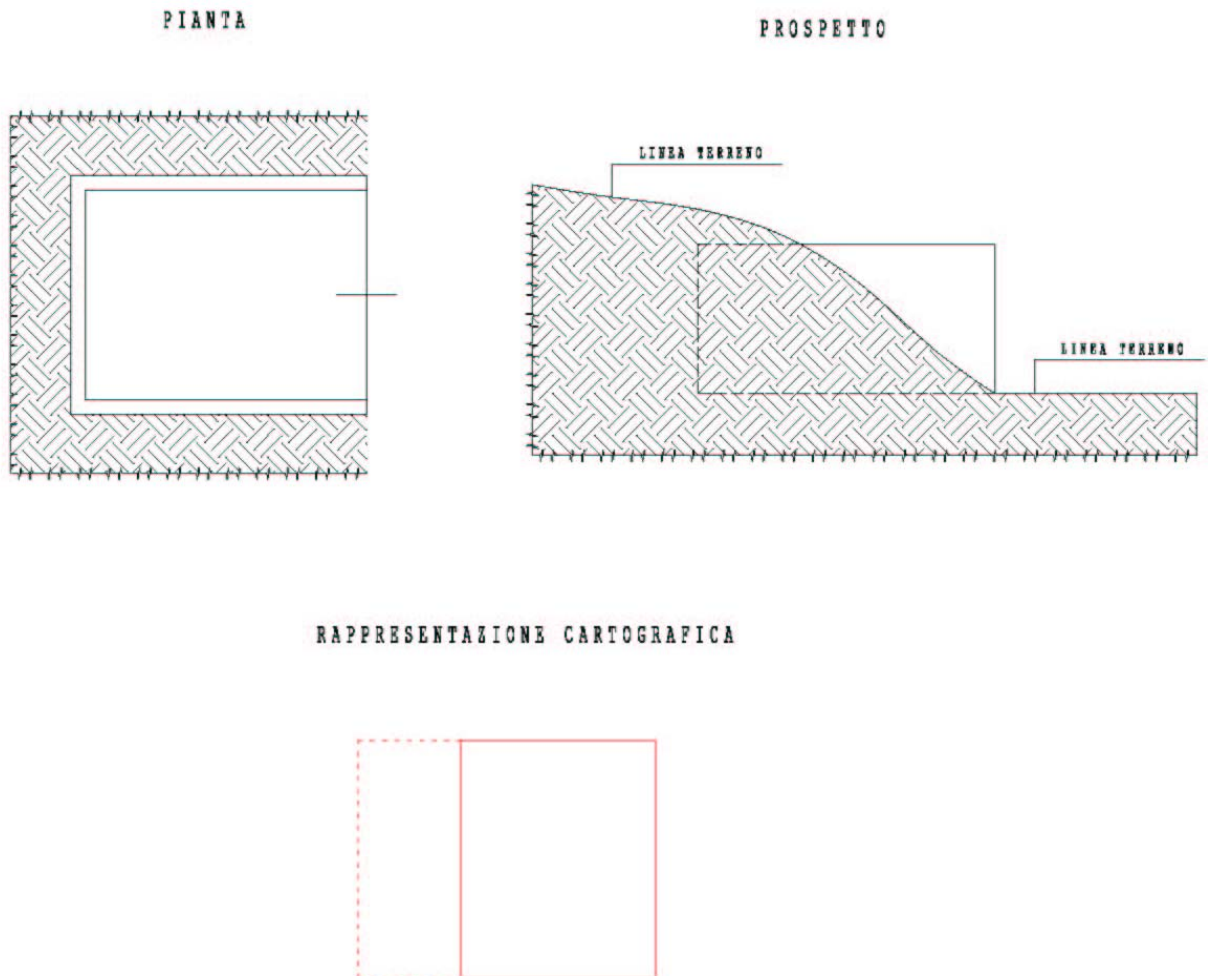 PIANTA
PROSPETTO
LINEA TERRENO
LINEA TERRENO
RAPPRESENTAZIONE CARTOGRAFICA